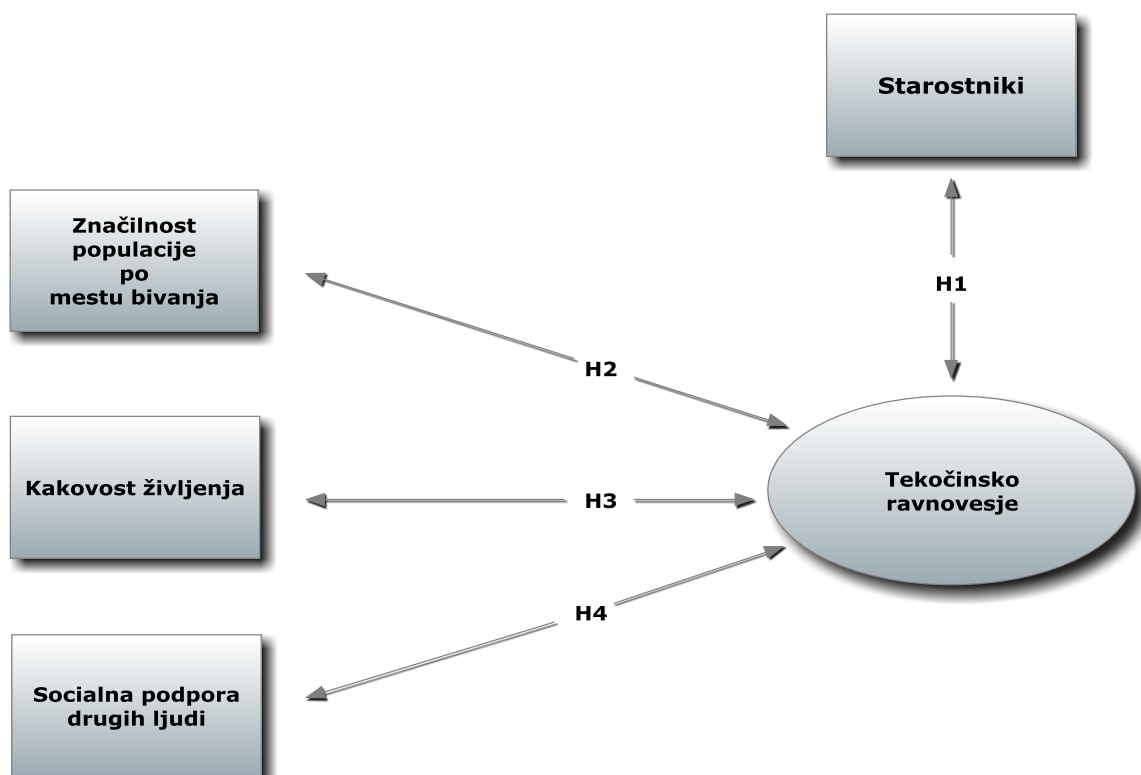 Starostniki
Značilnost
populacije
po
mestu bivanja
H1
H2
Kakovost življenja
H3
Tekočinsko
ravnovesje
H4
Socialna podpora
drugih ljudi